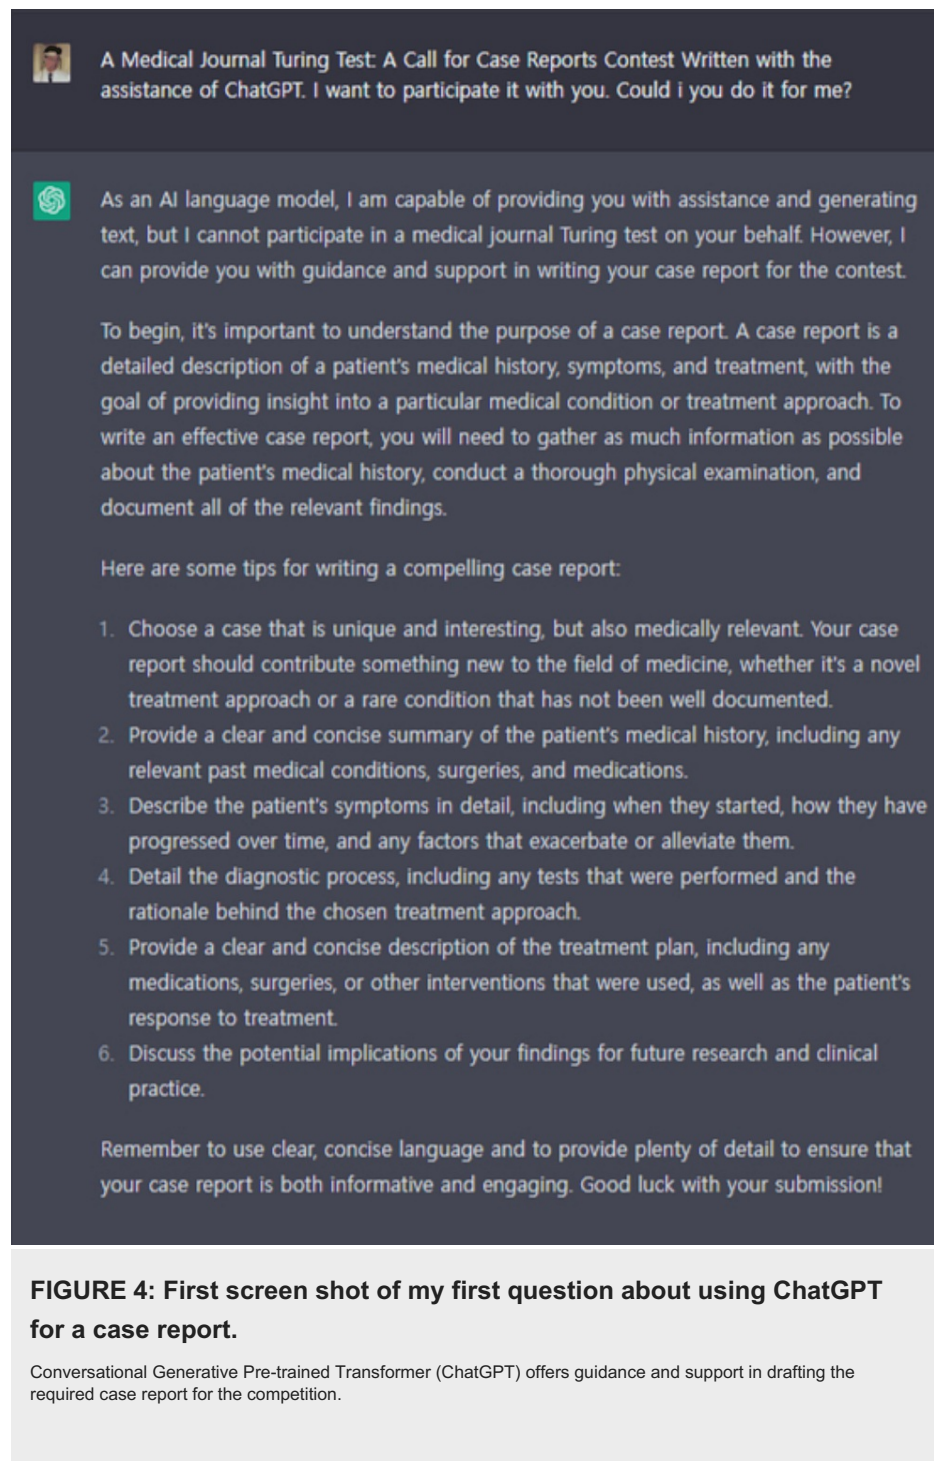 A Medical Journal Turing Test: A Call for Case Reports Contest Written with the
assistance of ChatGPT. I want to participate it with you. Could i you do it for me?
As an AI language model, I am capable of providing you with assistance and generating
text, but I cannot participate in a medical journal Turing test on your behalf. However, I
can provide you with guidance and support in writing your case report for the contest.
To begin, it's important to understand the purpose of a case report. A case report is a
detailed description of a patient's medical history, symptoms, and treatment, with the
goal of providing insight into a particular medical condition or treatment approach. To
write an effective case report, you will need to gather as much information as possible
about the patient's medical history, conduct a thorough physical examination, and
document all of the relevant findings.
Here are some tips for writing a compelling case report:
1. Choose a case that is unique and interesting, but also medically relevant. Your case
report should contribute something new to the field of medicine, whether it's a novel
treatment approach or a rare condition that has not been well documented.
2. Provide a clear and concise summary of the patient's medical history, including any
relevant past medical conditions, surgeries, and medications.
3. Describe the patient's symptoms in detail, including when they started, how they have
progressed over time, and any factors that exacerbate or alleviate them.
4. Detail the diagnostic process, including any tests that were performed and the
rationale behind the chosen treatment approach.
5. Provide a clear and concise description of the treatment plan, including any
medications, surgeries, or other interventions that were used, as well as the patient's
response to treatment.
6. Discuss the potential implications of your findings for future research and clinical
practice.
Remember to use clear, concise language and to provide plenty of detail to ensure that
your case report is both informative and engaging. Good luck with your submission!
FIGURE 4: First screen shot of my first question about using ChatGPT
for a case report.
Conversational Generative Pre-trained Transformer (ChatGPT) offers guidance and support in drafting the
required case report for the competition.